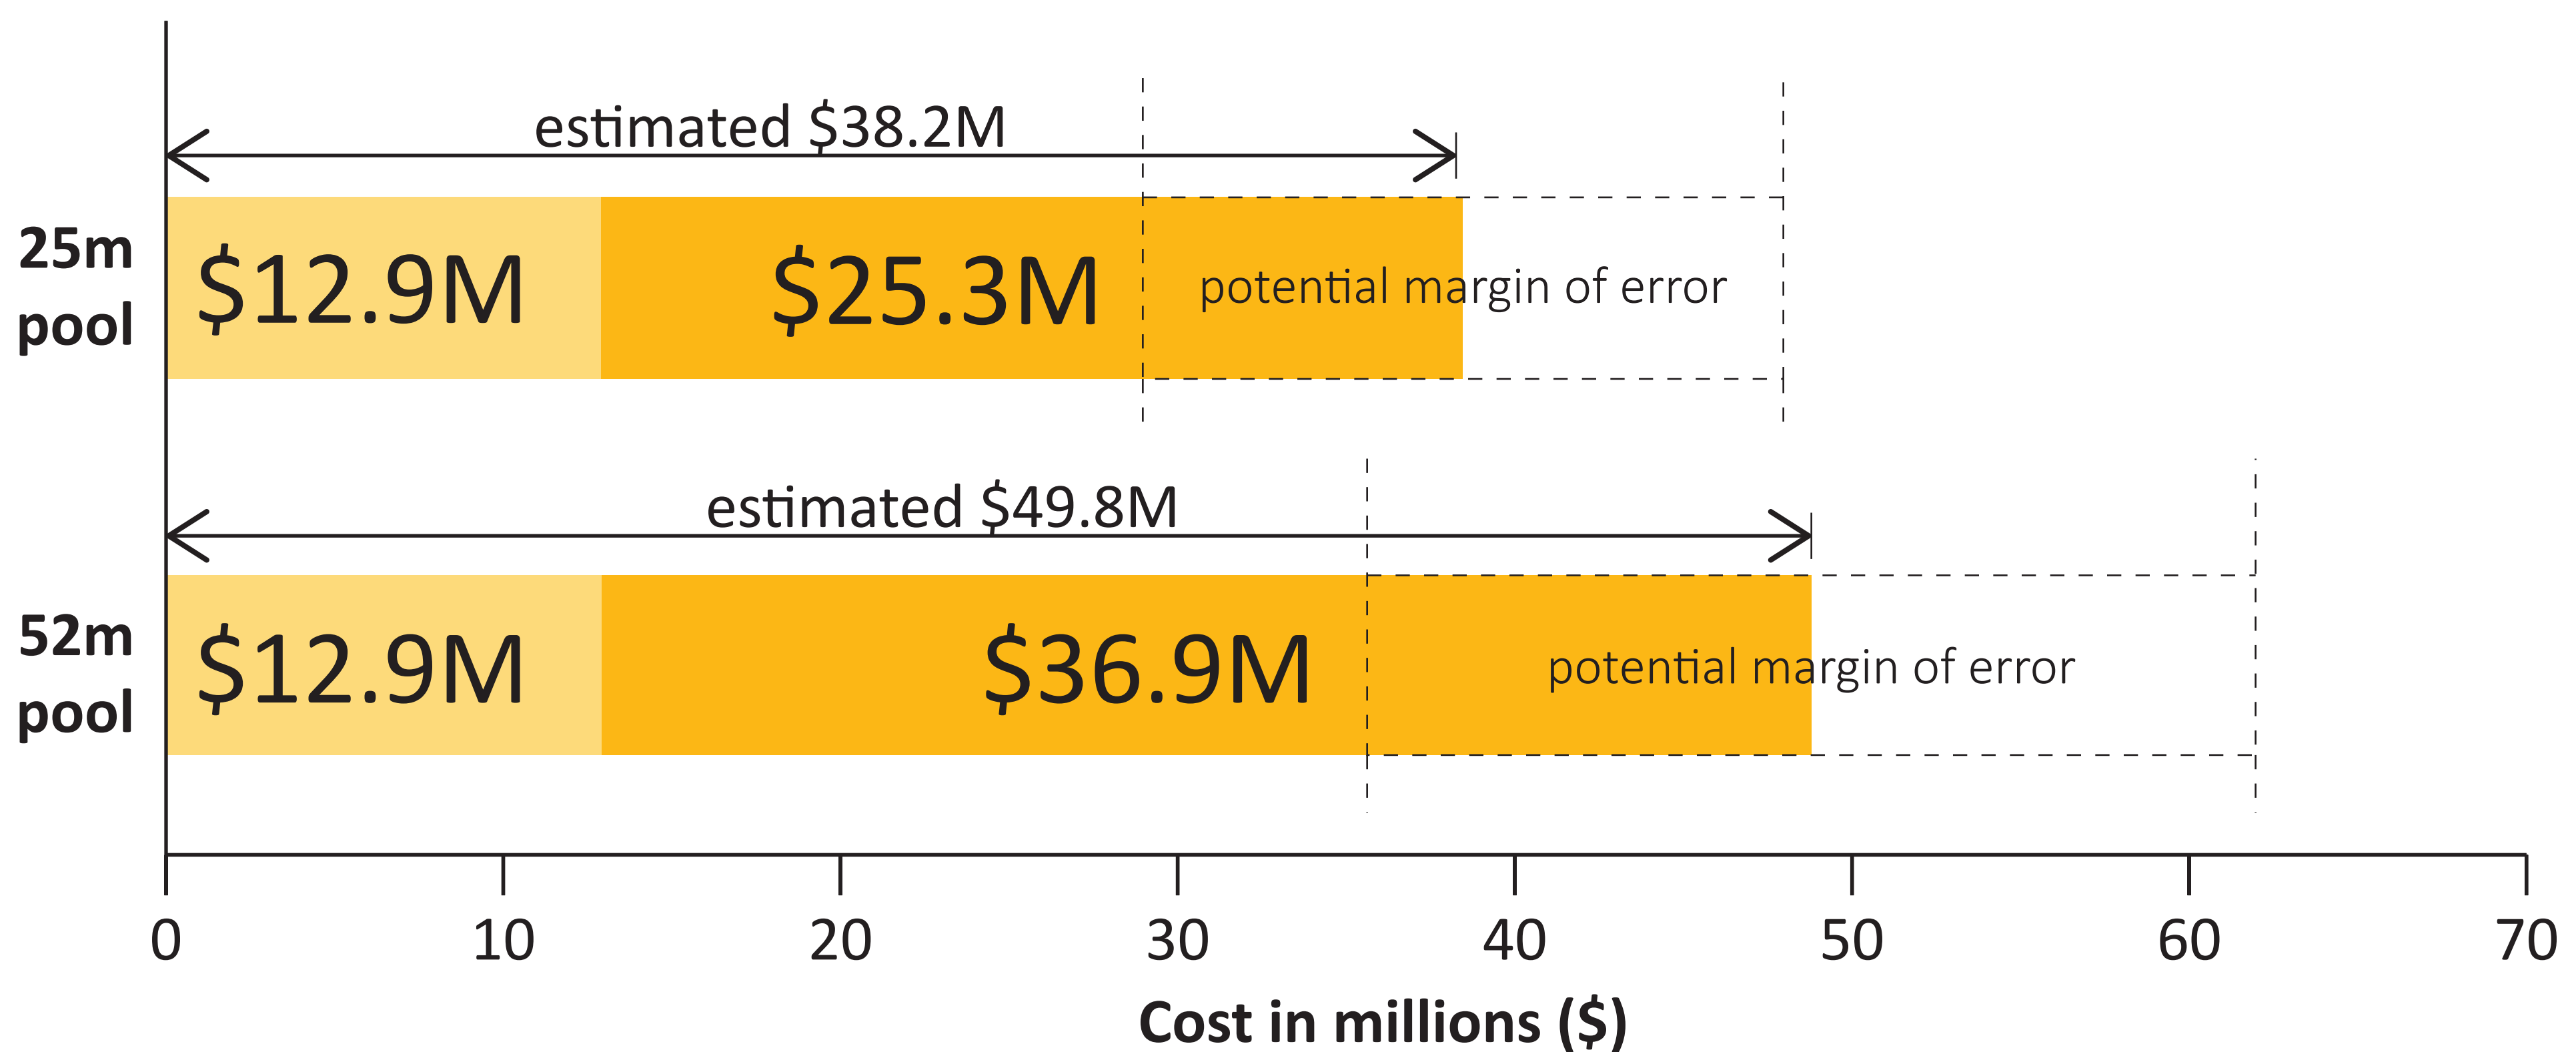 estimated $38.2M
25m
pool
$12.9M
$25.3M
potential margin of error
estimated $49.8M
52m
pool
$12.9M
$36.9M
potential margin of error
0 10 20 30 40 50 60 70
Cost in millions ($)